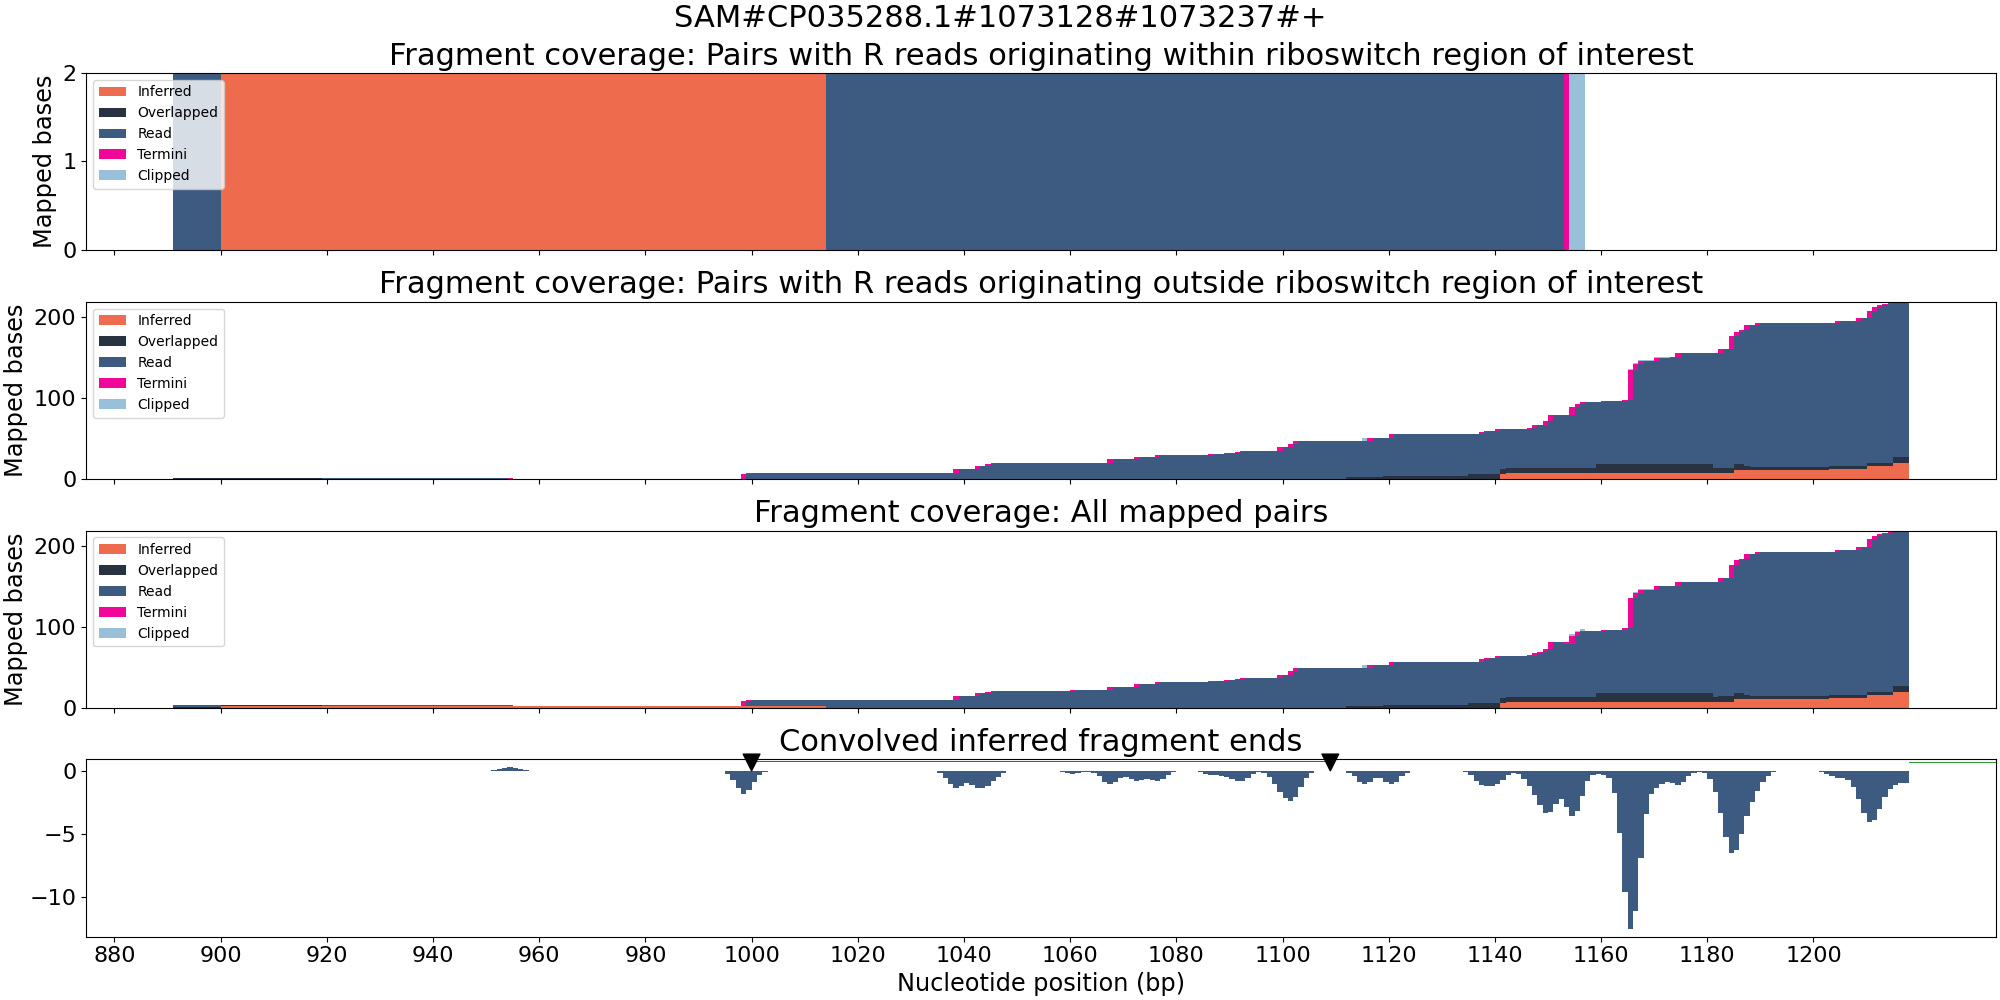 SAM#CP035288.1#1073128#1073237#+
Fragment coverage: Pairs with R reads originating within riboswitch region of interest
Mapped bases
2
1
0
Inferred
Overlapped
Read
Termini
Clipped
Fragment coverage: Pairs with R reads originating outside riboswitch region of interest
Mapped bases
200
100
0
Inferred
Overlapped
Read
Termini
Clipped
Fragment coverage: All mapped pairs
Mapped bases
200
100
0
Inferred
Overlapped
Read
Termini
Clipped
Convolved inferred fragment ends
0
−5
−10
880 900 920 940 960 980 1000 1020 1040 1060 1080 1100 1120 1140 1160 1180 1200
Nucleotide position (bp)